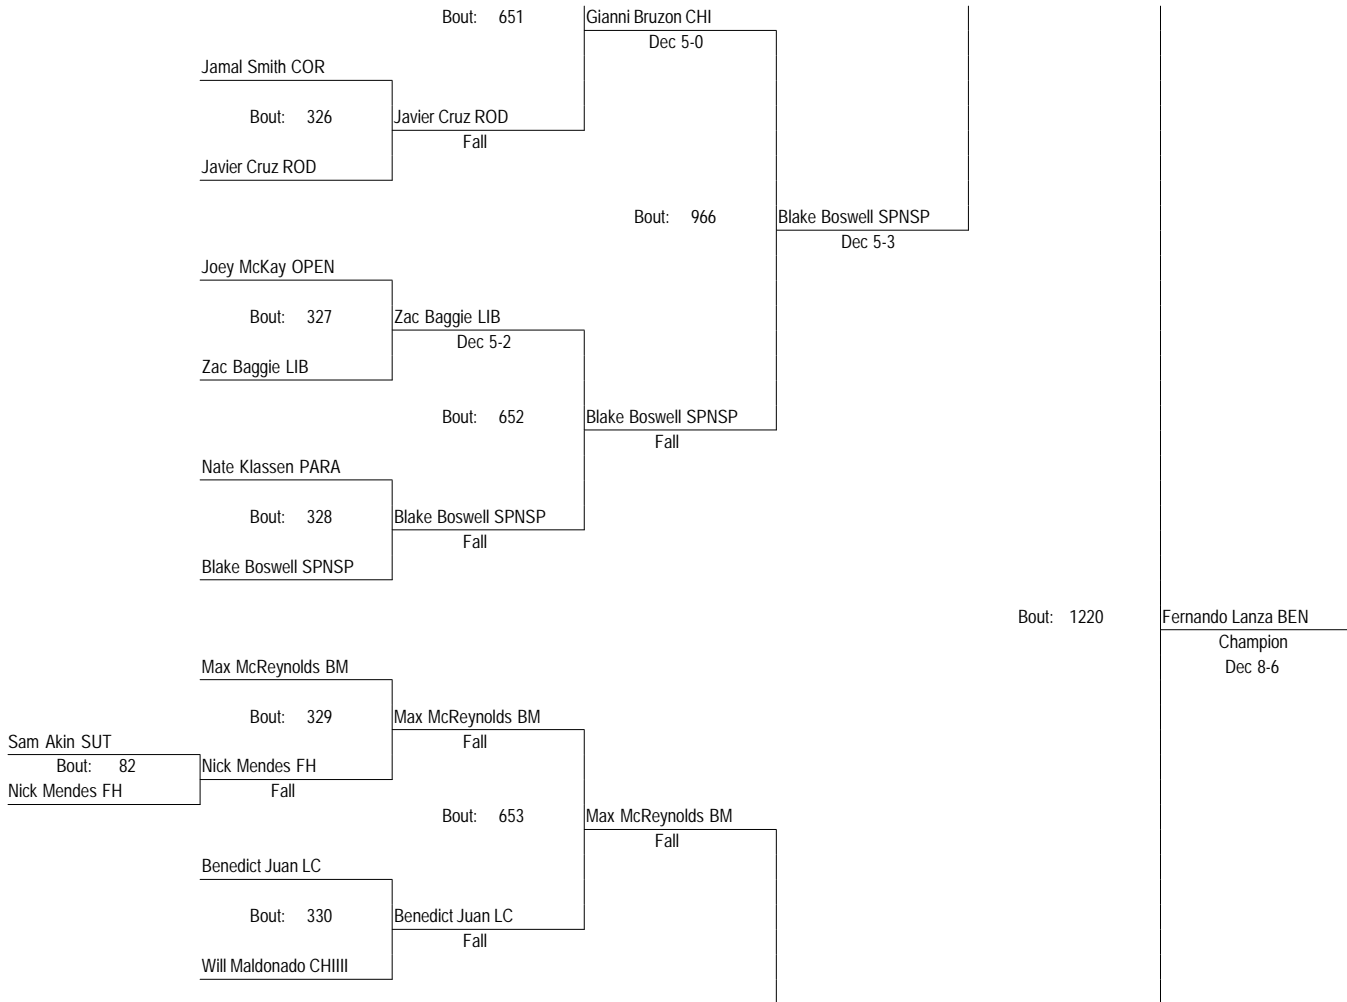 Bout: 651
Gianni Bruzon CHI
Dec 5-0
Jamal Smith COR
Bout: 326
Javier Cruz ROD
Fall
Javier Cruz ROD
Bout: 966
Blake Boswell SPNSP
Dec 5-3
Joey McKay OPEN
Bout: 327
Zac Baggie LIB
Dec 5-2
Zac Baggie LIB
Bout: 652
Blake Boswell SPNSP
Fall
Nate Klassen PARA
Bout: 328
Blake Boswell SPNSP
Fall
Blake Boswell SPNSP
Bout: 1220
Fernando Lanza BEN
Champion
Dec 8-6
Max McReynolds BM
Bout: 329
Max McReynolds BM
Fall
Sam Akin SUT
Bout: 82
Nick Mendes FH
Nick Mendes FH
Fall
Bout: 653
Max McReynolds BM
Fall
Benedict Juan LC
Bout: 330
Benedict Juan LC
Fall
Will Maldonado CHIIII